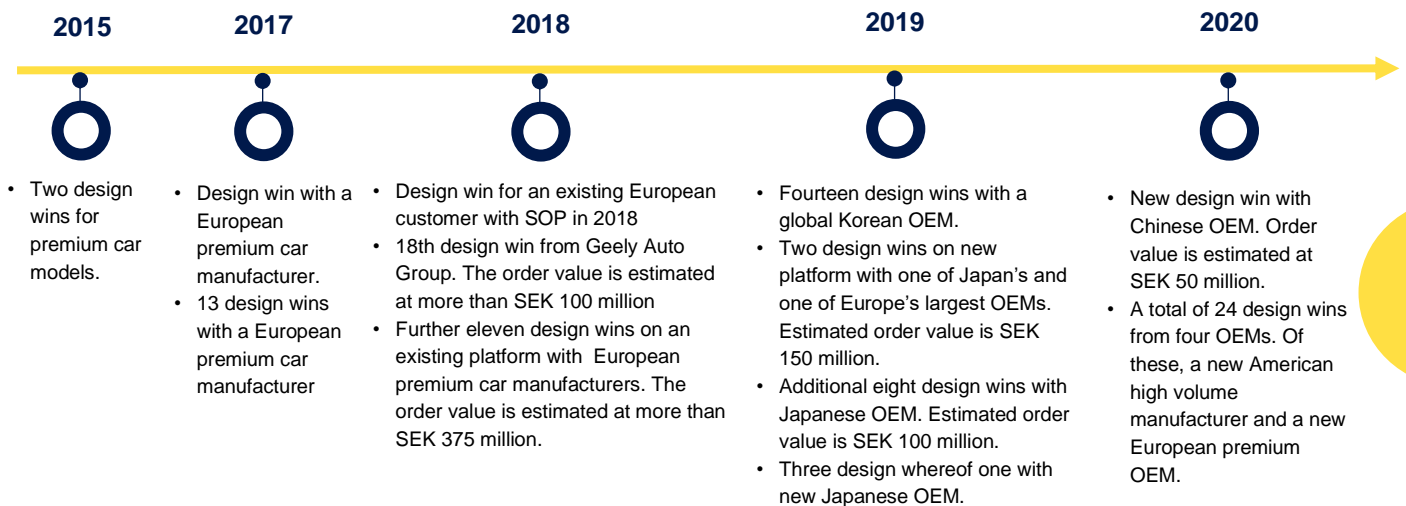 2015
2017
2018
2019
2020
• Two design
wins for
premium car
models.
• Design win with a
European
premium car
manufacturer.
• 13 design wins
with a European
premium car
manufacturer
• Design win for an existing European
customer with SOP in 2018
• 18th design win from Geely Auto
Group. The order value is estimated
at more than SEK 100 million
• Further eleven design wins on an
existing platform with European
premium car manufacturers. The
order value is estimated at more than
SEK 375 million.
• Fourteen design wins with a
global Korean OEM.
• Two design wins on new
platform with one of Japan's and
one of Europe's largest OEMs.
Estimated order value is SEK
150 million.
• Additional eight design wins with
Japanese OEM. Estimated order
value is SEK 100 million.
• Three design whereof one with
new Japanese OEM.
• New design win with
Chinese OEM. Order
value is estimated at
SEK 50 million.
• A total of 24 design wins
from four OEMs. Of
these, a new American
high volume
manufacturer and a new
European premium
OEM.